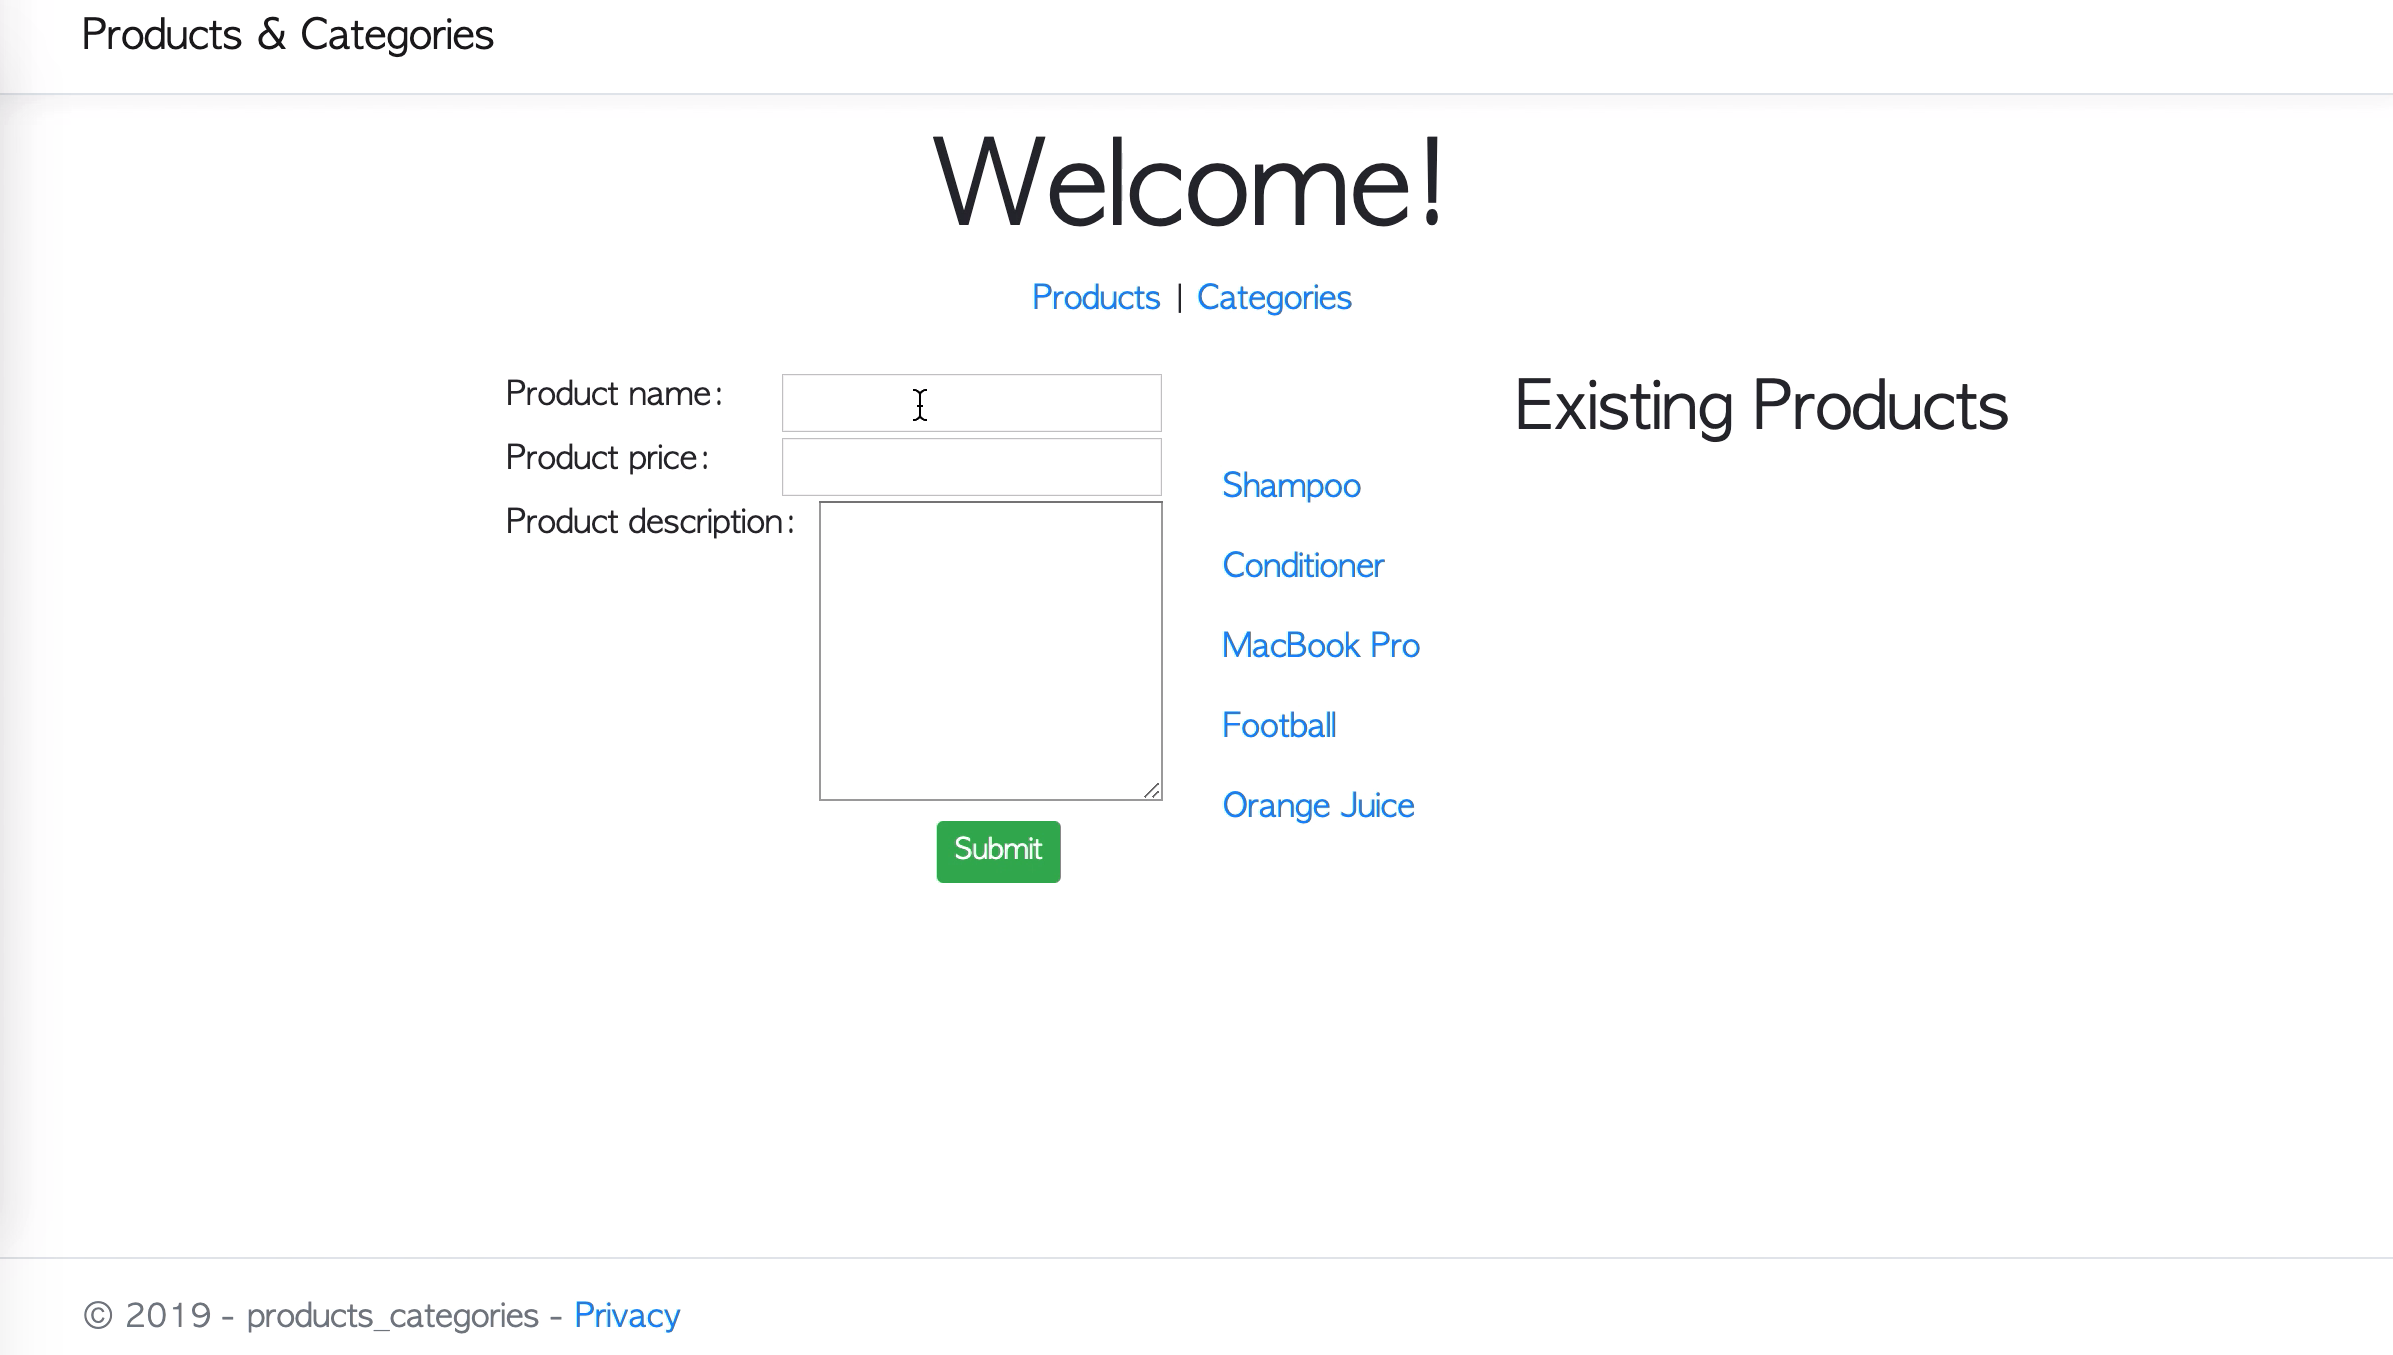 Products & Categories
Welcome!
Products | Categories
Product name:
Product price:
Product description:
Submit
Existing Products
Shampoo
Conditioner
MacBook Pro
Football
Orange Juice
© 2019 - products_categories - Privacy